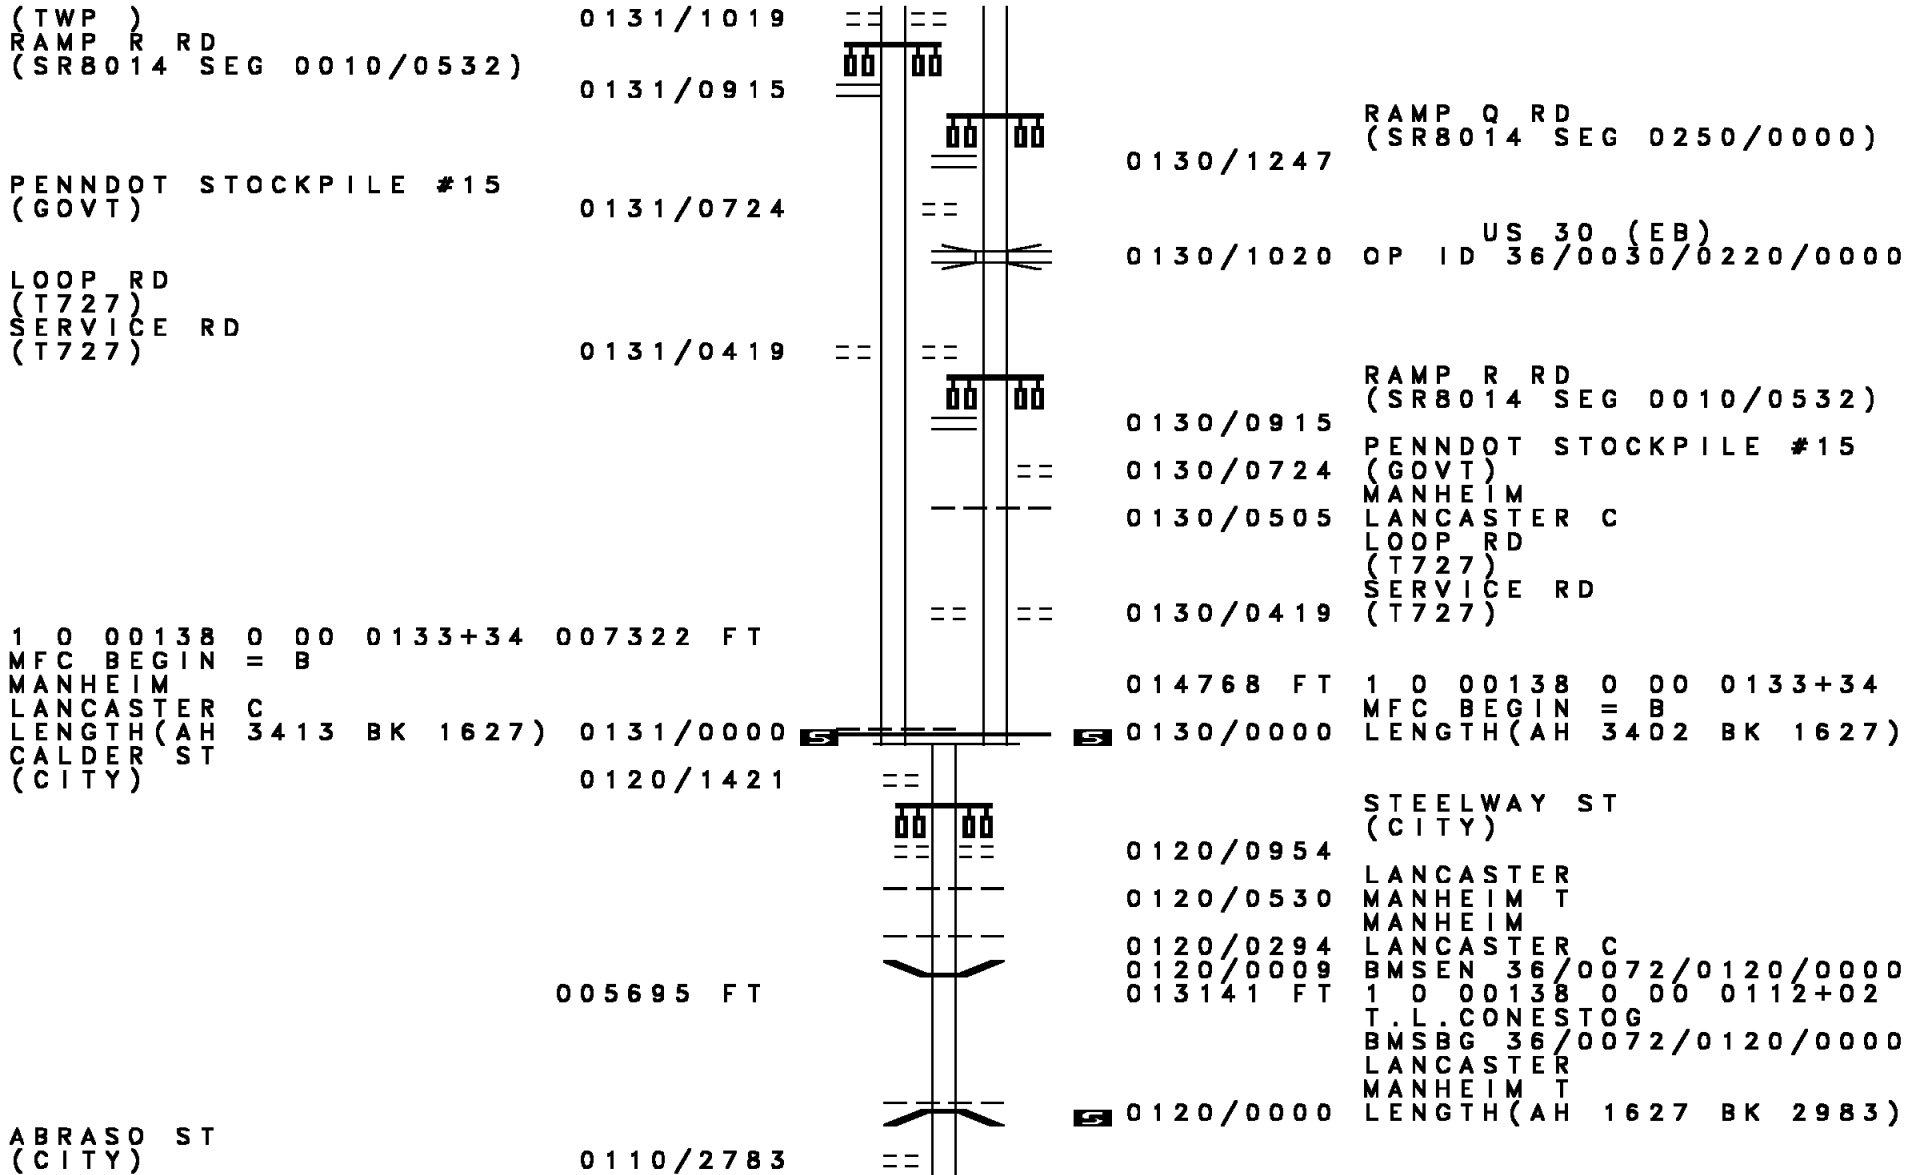 (TWP ) 0131/1019
RAMP R RD
(SR8014 SEG 0010/0532)
0131/0915
RAMP Q RD
(SR8014 SEG 0250/0000)
0130/1247
PENNDOT STOCKPILE #15
(GOVT) 0131/0724
US 30 (EB)
0130/1020 OP ID 36/0030/0220/0000
LOOP RD
(T727)
SERVICE RD
(T727) 0131/0419
RAMP R RD
(SR8014 SEG 0010/0532)
0130/0915
PENNDOT STOCKPILE #15
0130/0724 (GOVT)
MANHEIM
0130/0505 LANCASTER C
LOOP RD
(T727)
SERVICE RD
0130/0419 (T727)
1 0 00138 0 00 0133+34 007322 FT
MFC BEGIN = B
MANHEIM
014768 FT 1 0 00138 0 00 0133+34
LANCASTER C
MFC BEGIN = B
LENGTH(AH 3413 BK 1627) 0131/0000 S
S 0130/0000 LENGTH(AH 3402 BK 1627)
CALDER ST
(CITY) 0120/1421
STEELWAY ST
(CITY)
0120/0954
LANCASTER
0120/0530 MANHEIM T
MANHEIM
0120/0294 LANCASTER C
0120/0009 BMSEN 36/0072/0120/0000
005695 FT
013141 FT 1 0 00138 0 00 0112+02
T.L.CONESTOG
BMSBG 36/0072/0120/0000
LANCASTER
MANHEIM T
S 0120/0000 LENGTH(AH 1627 BK 2983)
ABRASO ST
(CITY) 0110/2783